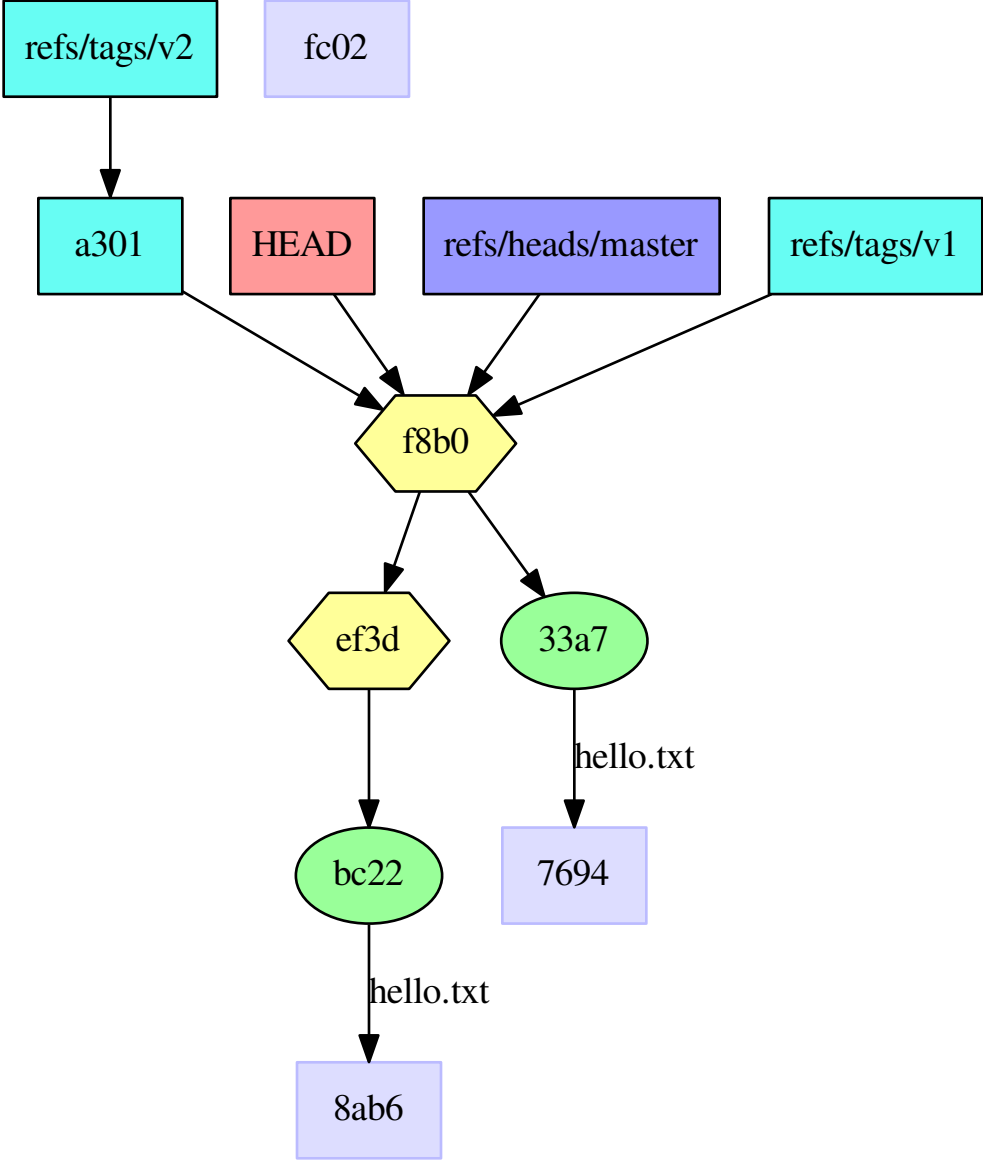 refs/tags/v2
fc02
a301
HEAD
refs/heads/master
refs/tags/v1
f8b0
ef3d
33a7
hello.txt
bc22
7694
hello.txt
8ab6